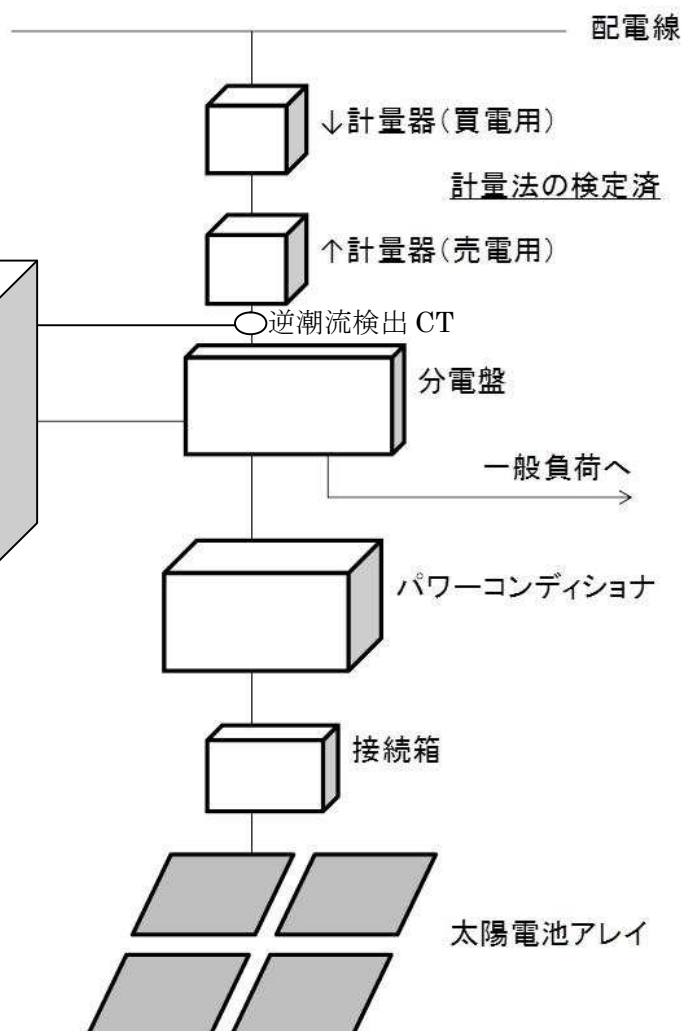 配電線
↓計量器(買電用)
計量法の検定済
↑計量器(売電用)
逆潮流検出 CT
分電盤
一般負荷へ
パワーコンディショナ
接続箱
太陽電池アレイ